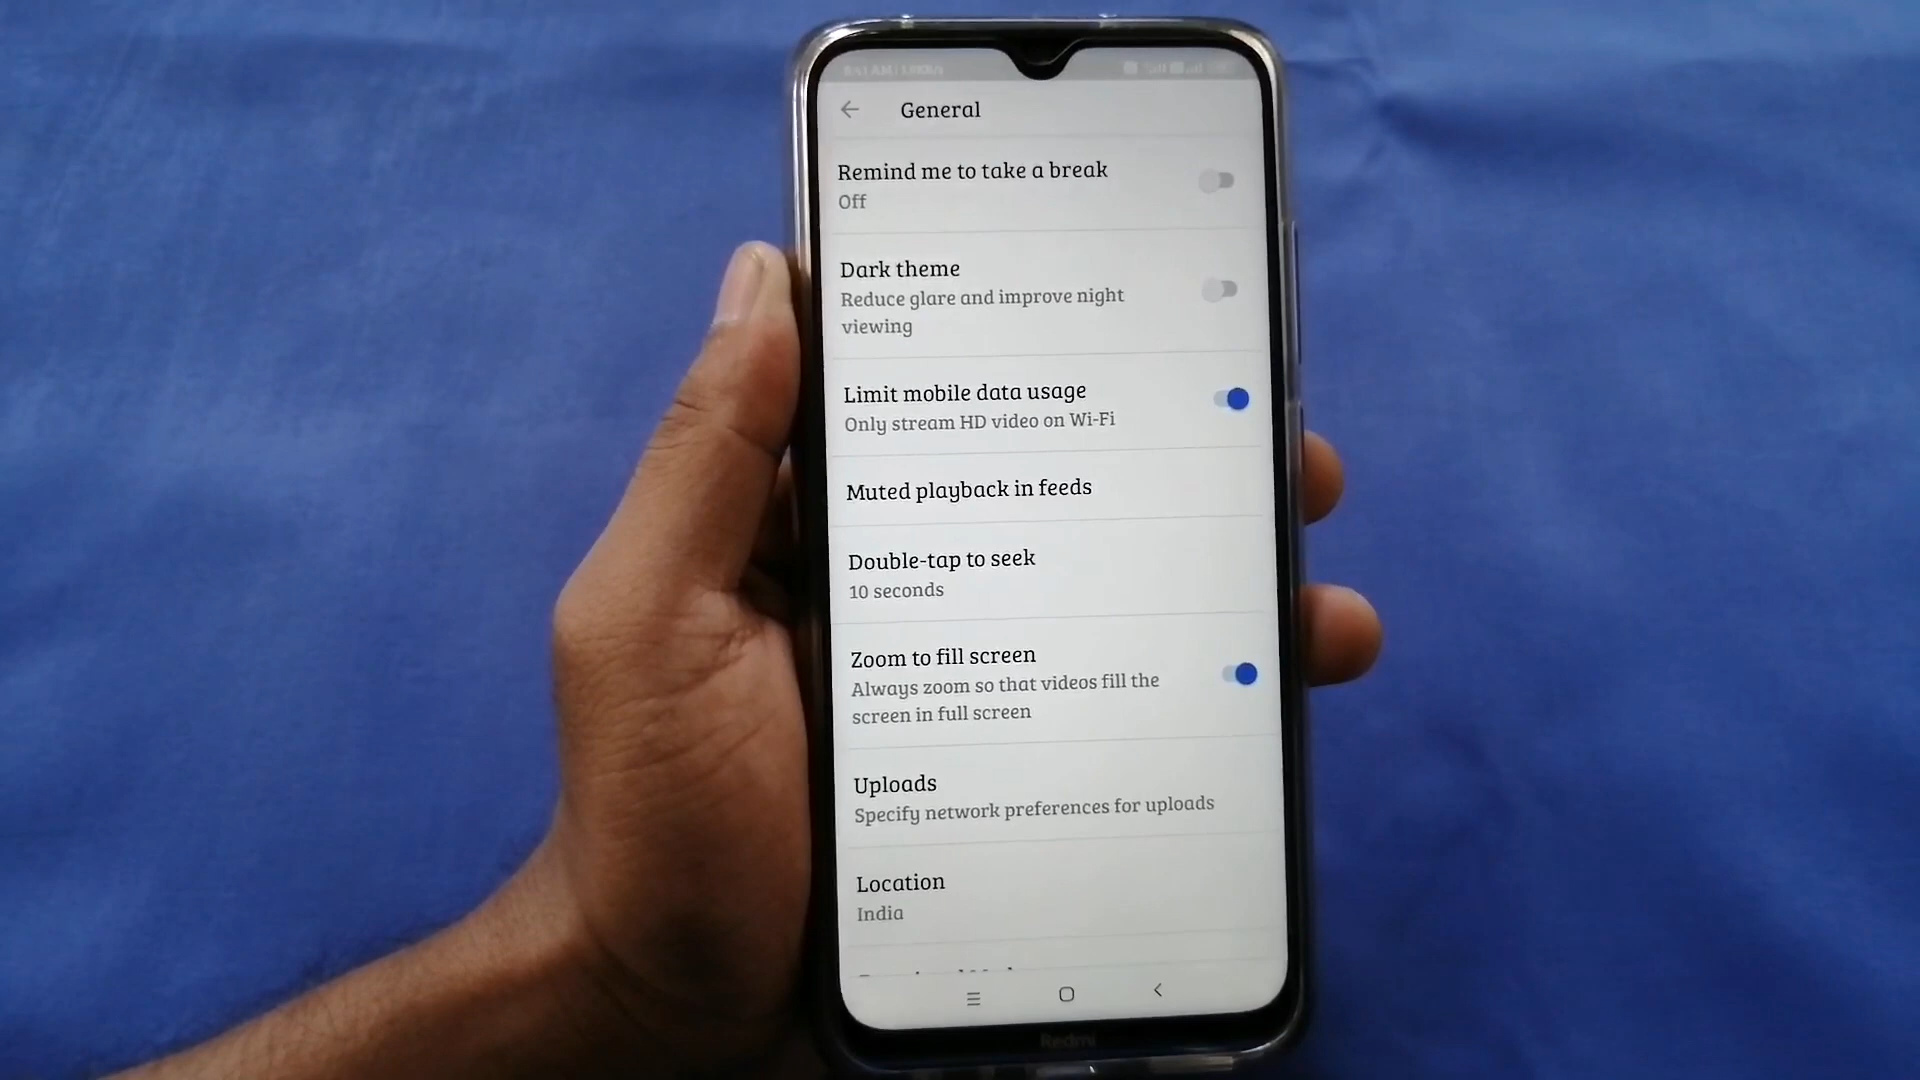 General
Remind me to take a break
Off
Dark theme
Reduce glare and improve night
viewing
Limit mobile data usage
Only stream HD video on Wi-Fi
Muted playback in feeds
Double-tap to seek
10 seconds
Zoom to fill screen
Always zoom so that videos fill the
screen in full screen
Uploads
Specify network preferences for uploads
Location
India
Redmi